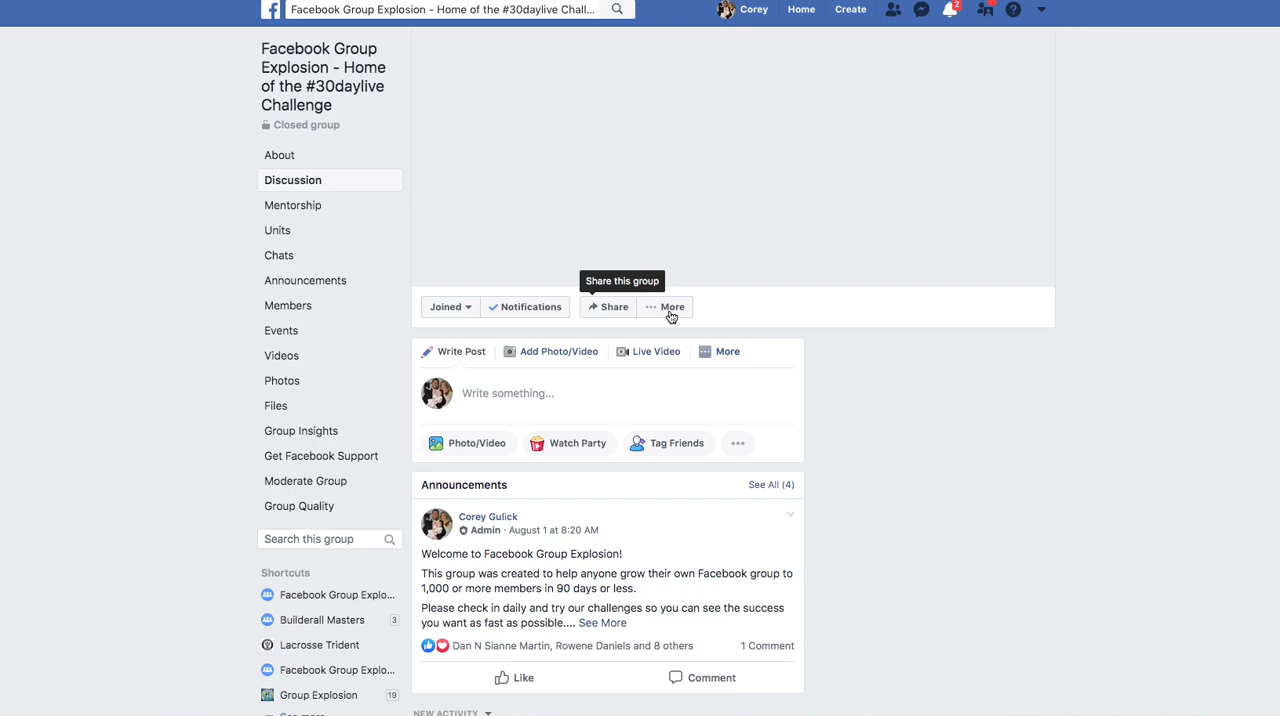 Facebook Group Explosion - Home of the #30daylive Chall...
Corey
Home
Create
2
Facebook Group
Explosion - Home
of the #30daylive
Challenge
Closed group
About
Discussion
Mentorship
Units
Chats
Announcements
Members
Events
Videos
Photos
Files
Group Insights
Get Facebook Support
Moderate Group
Group Quality
Search this group
Shortcuts
Facebook Group Explo...
Builderall Masters 3
Lacrosse Trident
Facebook Group Explo...
Group Explosion 19
See more
Share this group
Joined
Notifications
Share
More
Write Post
Add Photo/Video
Live Video
More
Write something...
Photo/Video
Watch Party
Tag Friends
Announcements
See All (4)
Corey Gulick
Admin · August 1 at 8:20 AM
Welcome to Facebook Group Explosion!
This group was created to help anyone grow their own Facebook group to
1,000 or more members in 90 days or less.
Please check in daily and try our challenges so you can see the success
you want as fast as possible.... See More
Dan N Sianne Martin, Rowene Daniels and 8 others
1 Comment
Like
Comment
NEW ACTIVITY